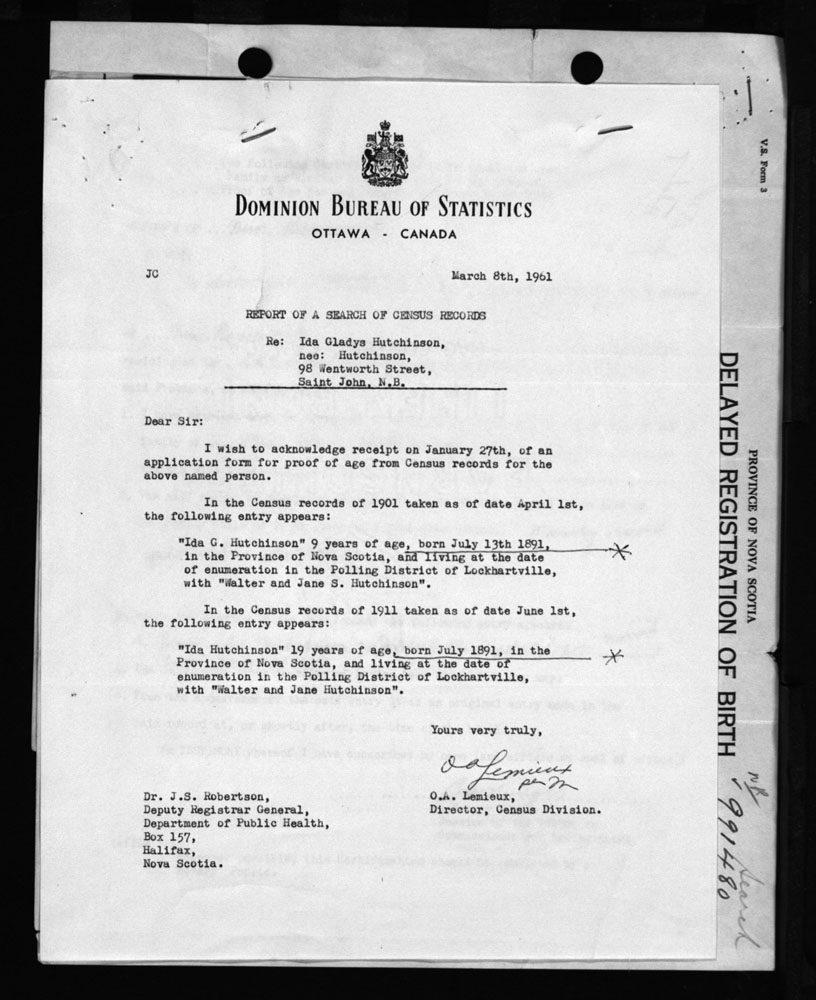 DOMINION BUREAU OF STATISTICS
OTTAWA - CANADA
JC
March 8th, 1961
REPORT OF A SEARCH OF CENSUS RECORDS
Re: Ida Gladys Hutchinson,
nee: Hutchinson,
98 Wentworth Street,
Saint John, N.B.
Dear Sir:
I wish to acknowledge receipt on January 27th, of an
application form for proof of age from Census records for the
above named person.
In the Census records of 1901 taken as of date April 1st,
the following entry appears:
"Ida G. Hutchinson" 9 years of age, born July 13th 1891,
in the Province of Nova Scotia, and living at the date
of enumeration in the Polling District of Lockhartville,
with "Walter and Jane S. Hutchinson".
In the Census records of 1911 taken as of date June 1st,
the following entry appears:
"Ida Hutchinson" 19 years of age, born July 1891, in the
Province of Nova Scotia, and living at the date of
enumeration in the Polling District of Lockhartville,
with "Walter and Jane Hutchinson".
Yours very truly,
O A Lemieux
per
O.A. Lemieux,
Director, Census Division.
Dr. J.S. Robertson,
Deputy Registrar General,
Department of Public Health,
Box 157,
Halifax,
Nova Scotia.
V.S. Form 3
PROVINCE OF NOVA SCOTIA
DELAYED REGISTRATION OF BIRTH
991480